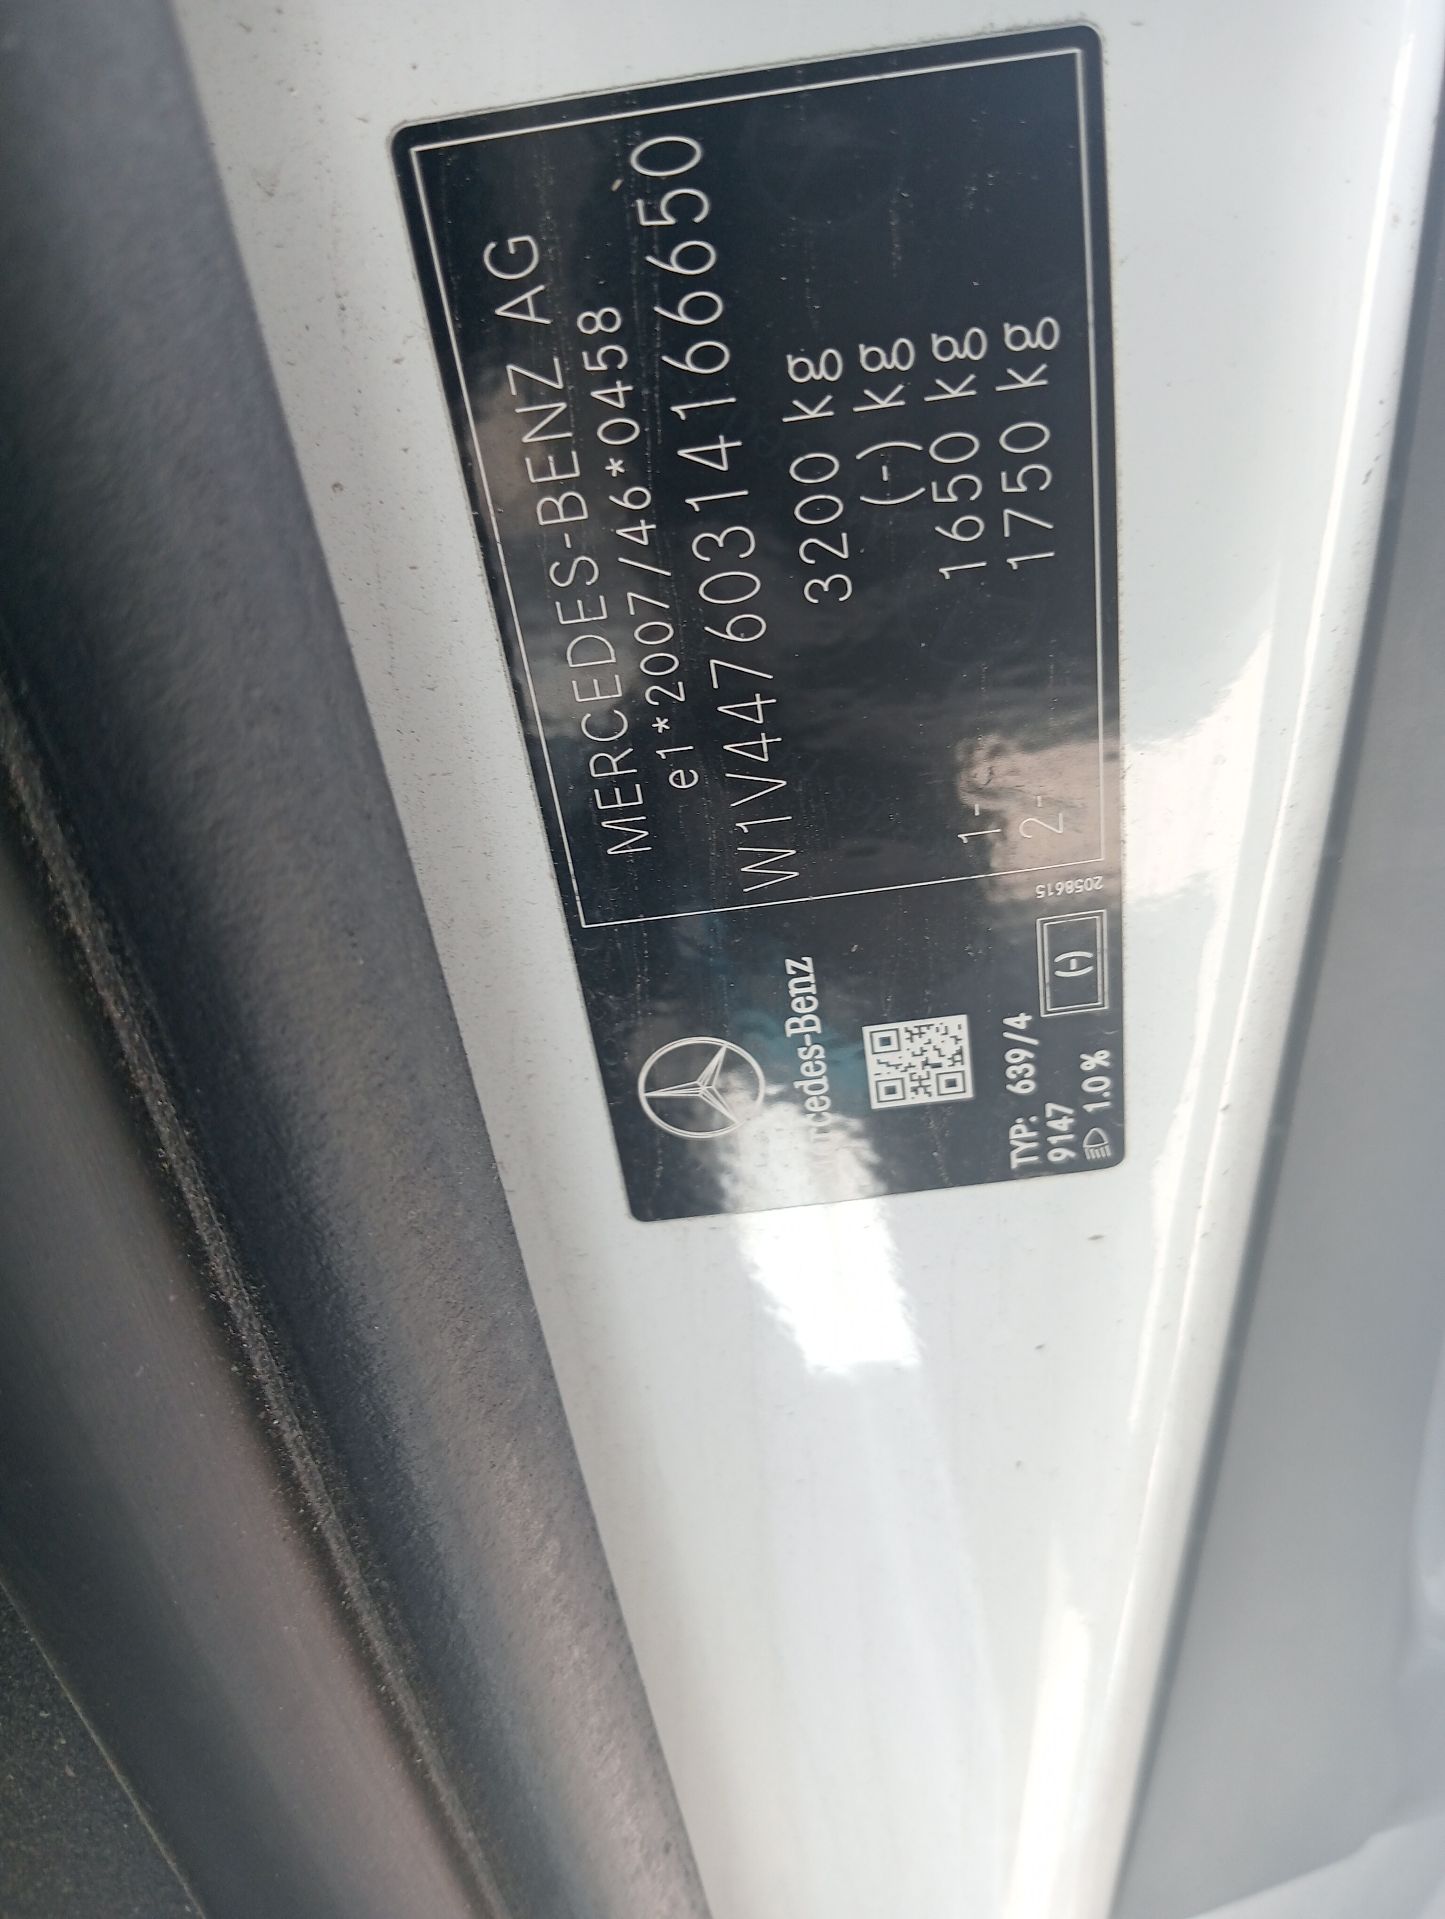 MERCEDES-BENZ AG
e1*2007/46*0458
W1V44760314166650
3200 kg
(-) kg
1- 1650 kg
2- 1750 kg
Mercedes-Benz
TYP: 639/4
9147
1.0%
(-)
2058615